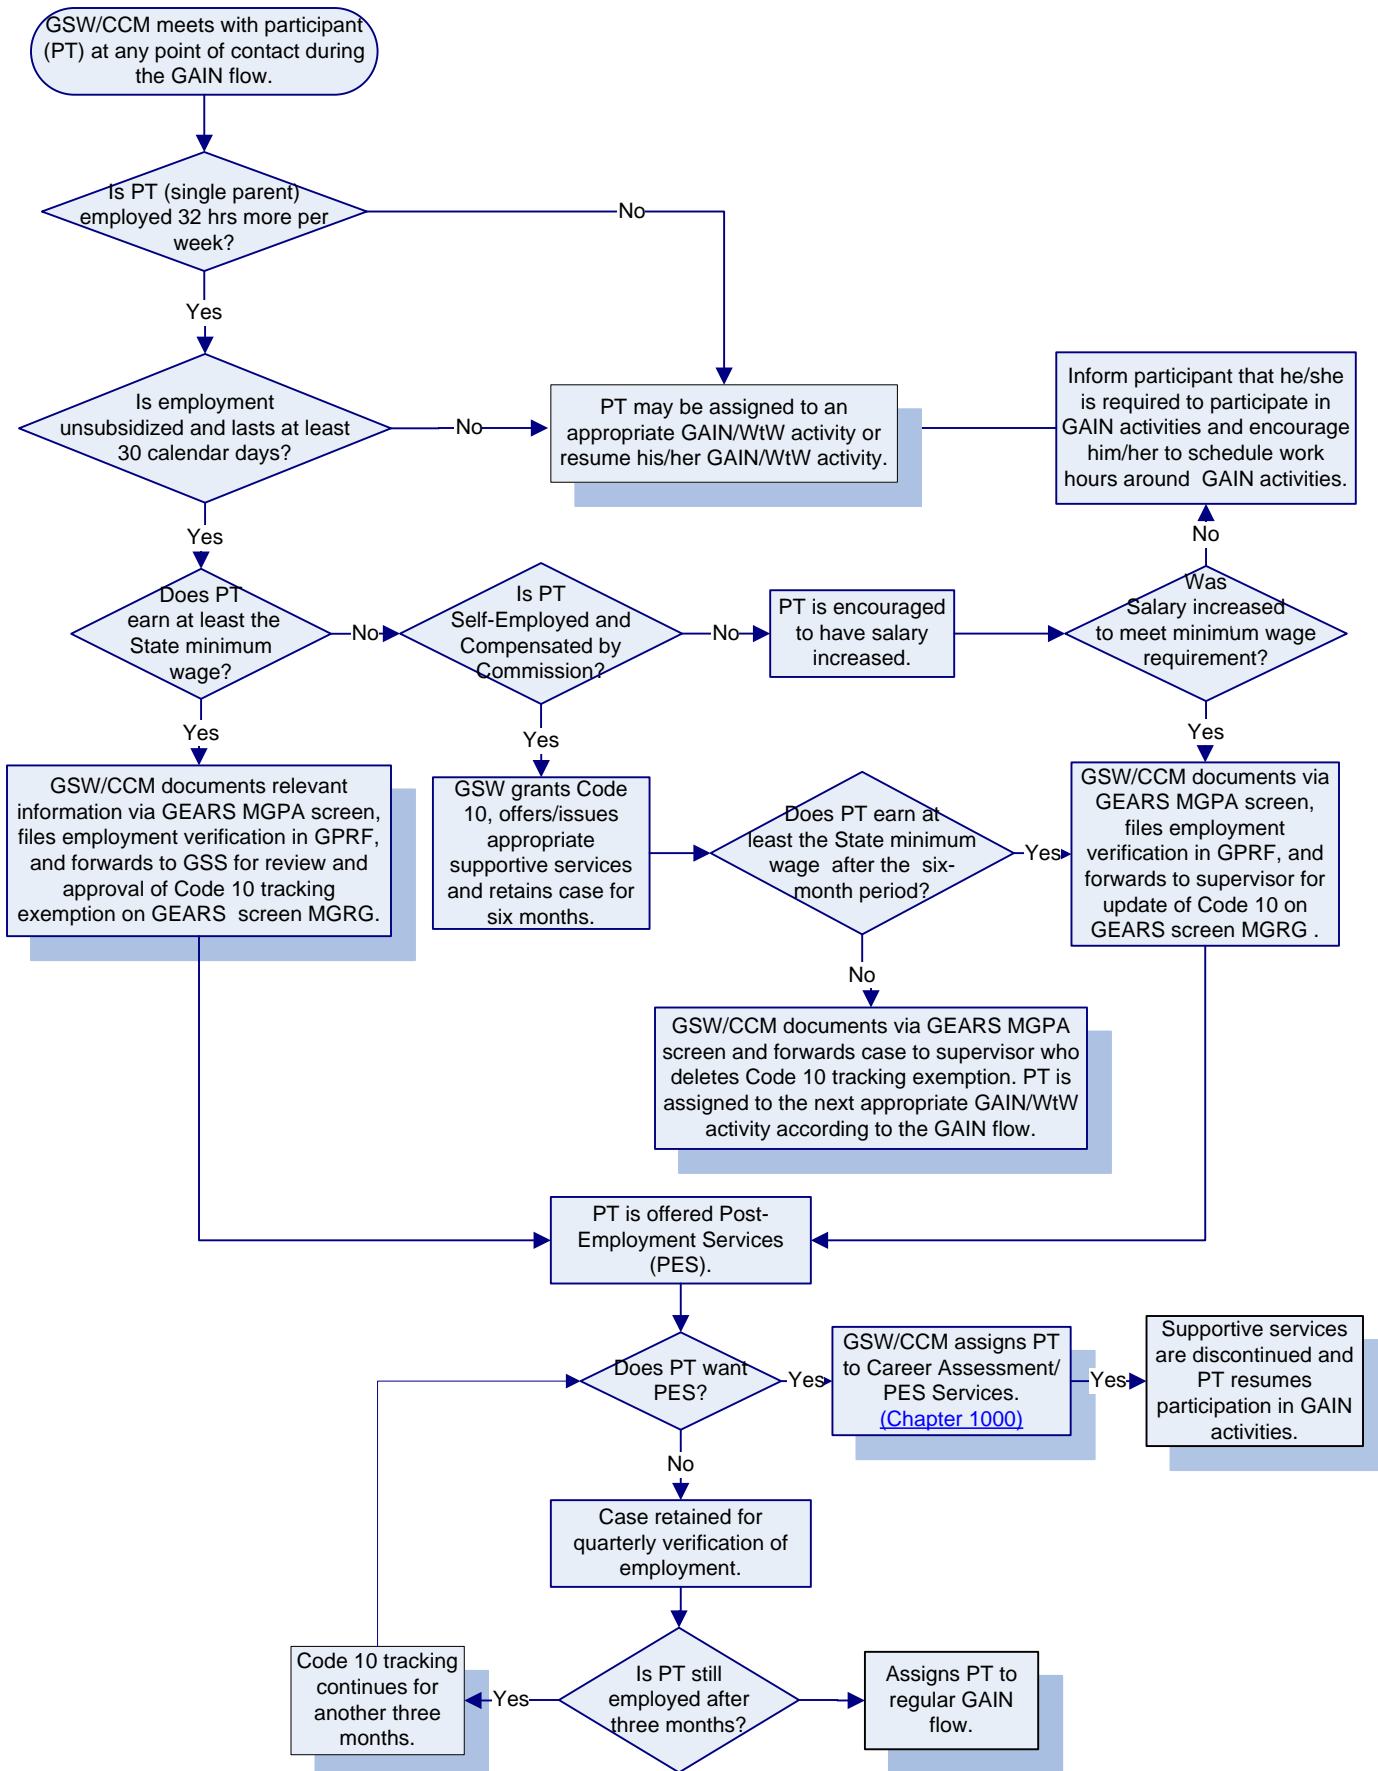 GSW/CCM meets with participant
(PT) at any point of contact during
the GAIN flow.
Is PT (single parent)
employed 32 hrs more per
week?
No
Yes
Is employment
unsubsidized and lasts at least
30 calendar days?
No
PT may be assigned to an
appropriate GAIN/WtW activity or
resume his/her GAIN/WtW activity.
Inform participant that he/she
is required to participate in
GAIN activities and encourage
him/her to schedule work
hours around  GAIN activities.
Yes
No
Does PT
earn at least the
State minimum
wage?
No
Is PT
Self-Employed and
Compensated by
Commission?
No
PT is encouraged
to have salary
increased.
Was
Salary increased
to meet minimum wage
requirement?
Yes
Yes
Yes
GSW/CCM documents relevant
information via GEARS MGPA screen,
files employment verification in GPRF,
and forwards to GSS for review and
approval of Code 10 tracking
exemption on GEARS  screen MGRG.
GSW grants Code
10, offers/issues
appropriate
supportive services
and retains case for
six months.
Does PT earn at
least the State minimum
wage  after the  six-
month period?
Yes
GSW/CCM documents via
GEARS MGPA screen,
files employment
verification in GPRF, and
forwards to supervisor for
update of Code 10 on
GEARS screen MGRG .
No
GSW/CCM documents via GEARS MGPA
screen and forwards case to supervisor who
deletes Code 10 tracking exemption. PT is
assigned to the next appropriate GAIN/WtW
activity according to the GAIN flow.
PT is offered Post-
Employment Services
(PES).
Does PT want
PES?
Yes
GSW/CCM assigns PT
to Career Assessment/
PES Services.
(Chapter 1000)
Yes
Supportive services
are discontinued and
PT resumes
participation in GAIN
activities.
No
Case retained for
quarterly verification of
employment.
Code 10 tracking
continues for
another three
months.
Yes
Is PT still
employed after
three months?
Assigns PT to
regular GAIN
flow.